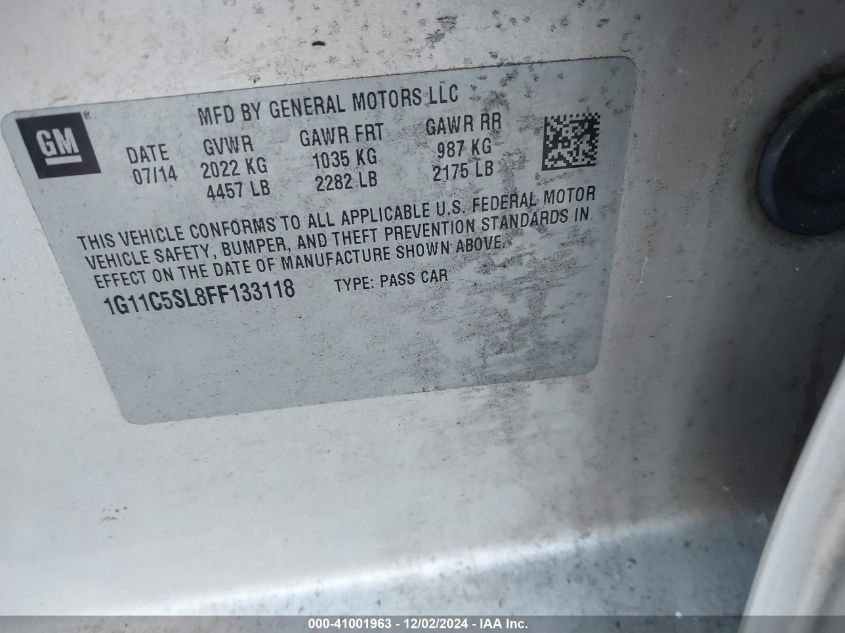 MFD BY GENERAL MOTORS LLC
GM
DATE GVWR GAWR FRT GAWR RR
07/14 2022 KG 1035 KG 987 KG
4457 LB 2282 LB 2175 LB
THIS VEHICLE CONFORMS TO ALL APPLICABLE U.S. FEDERAL MOTOR
VEHICLE SAFETY, BUMPER, AND THEFT PREVENTION STANDARDS IN
EFFECT ON THE DATE OF MANUFACTURE SHOWN ABOVE.
1G11C5SL8FF133118 TYPE: PASS CAR
000-41001963 - 12/02/2024 - IAA Inc.